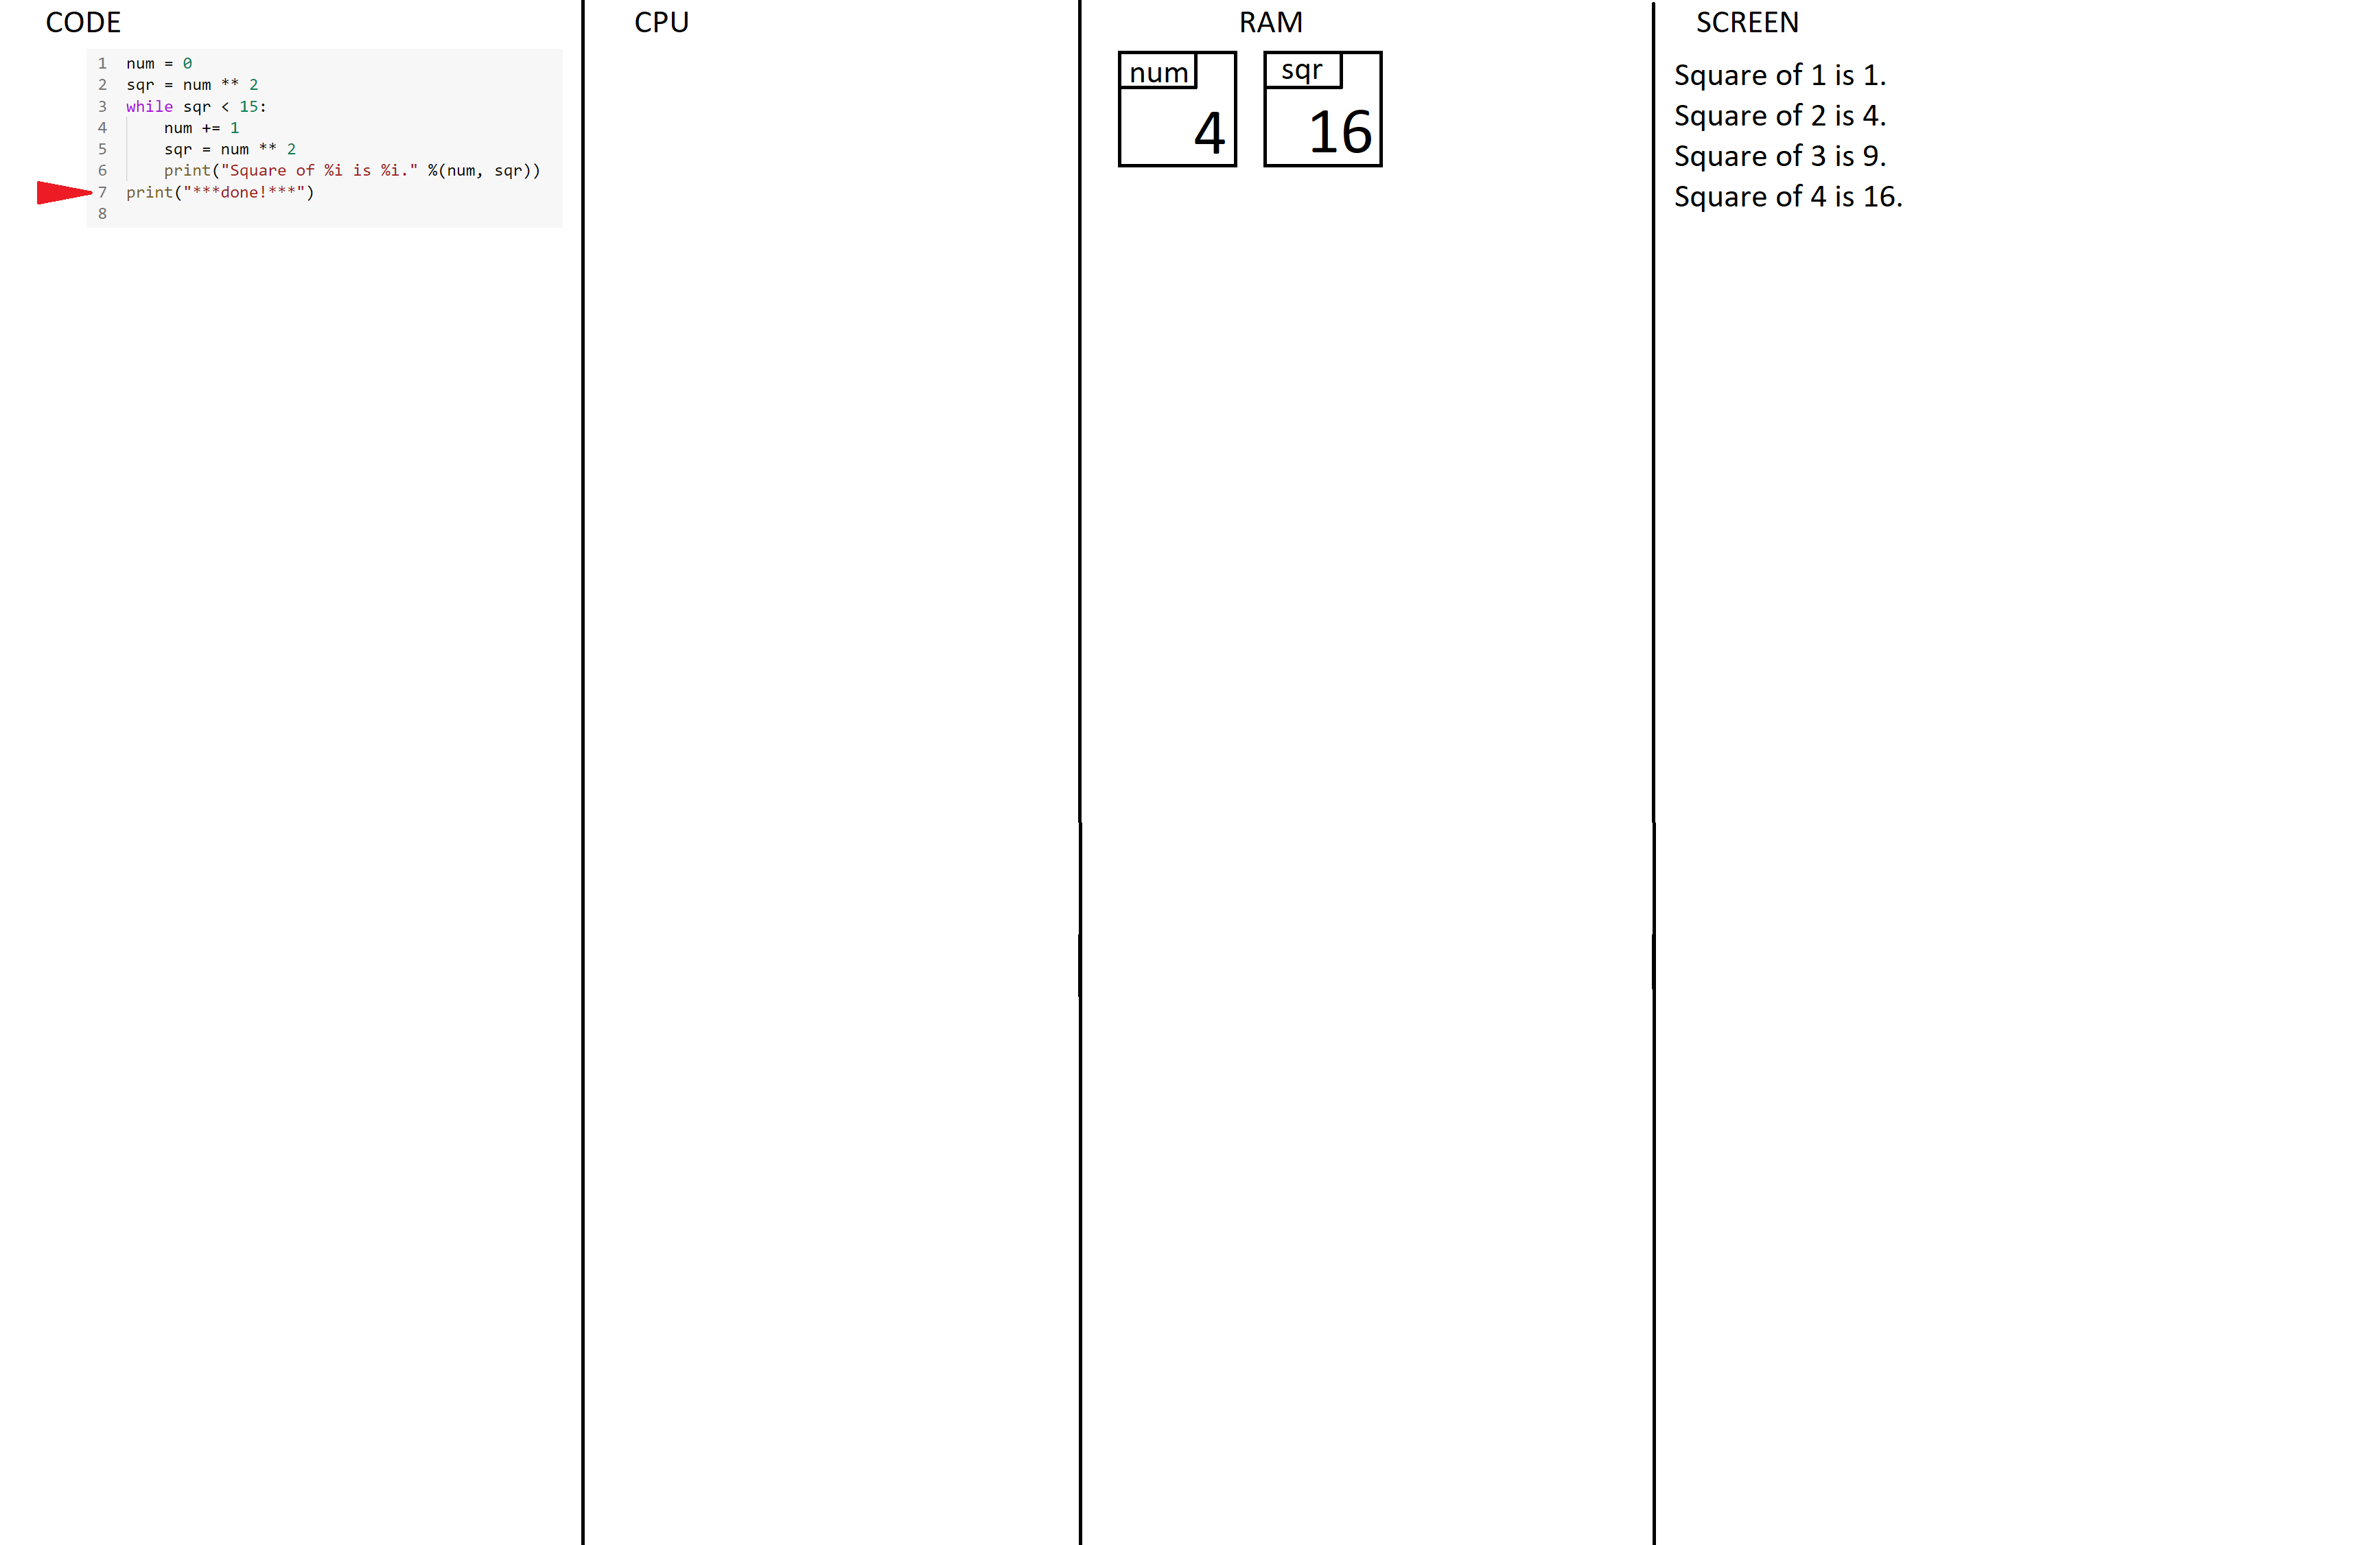 CODE
1 num = 0
2 sqr = num ** 2
3 while sqr < 15:
4     num += 1
5     sqr = num ** 2
6     print("Square of %i is %i." %(num, sqr))
7 print("***done!***")
8
CPU
RAM
num
4
sqr
16
SCREEN
Square of 1 is 1.
Square of 2 is 4.
Square of 3 is 9.
Square of 4 is 16.